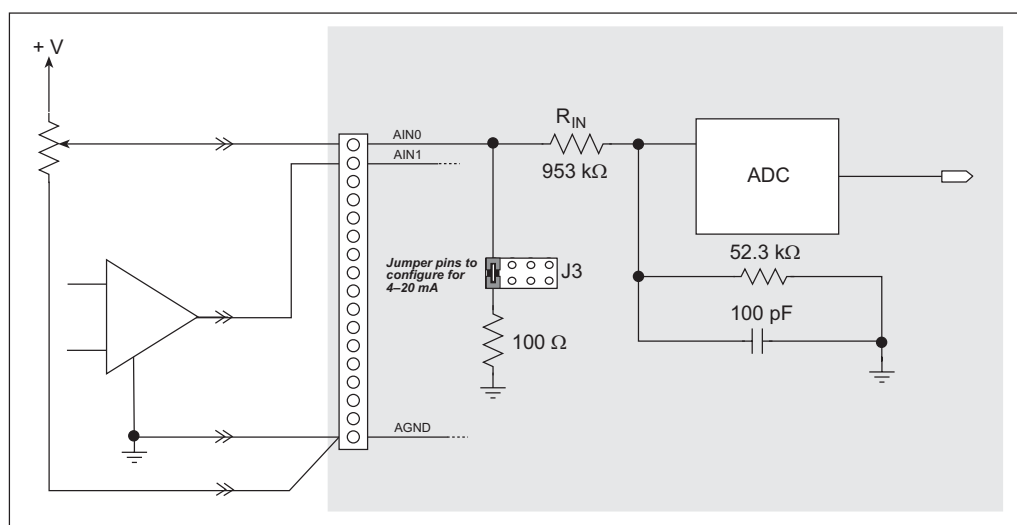 + V
AIN0
AIN1
R_IN
953 kΩ
ADC
Jumper pins to
configure for
4–20 mA
J3
52.3 kΩ
100 pF
100 Ω
AGND